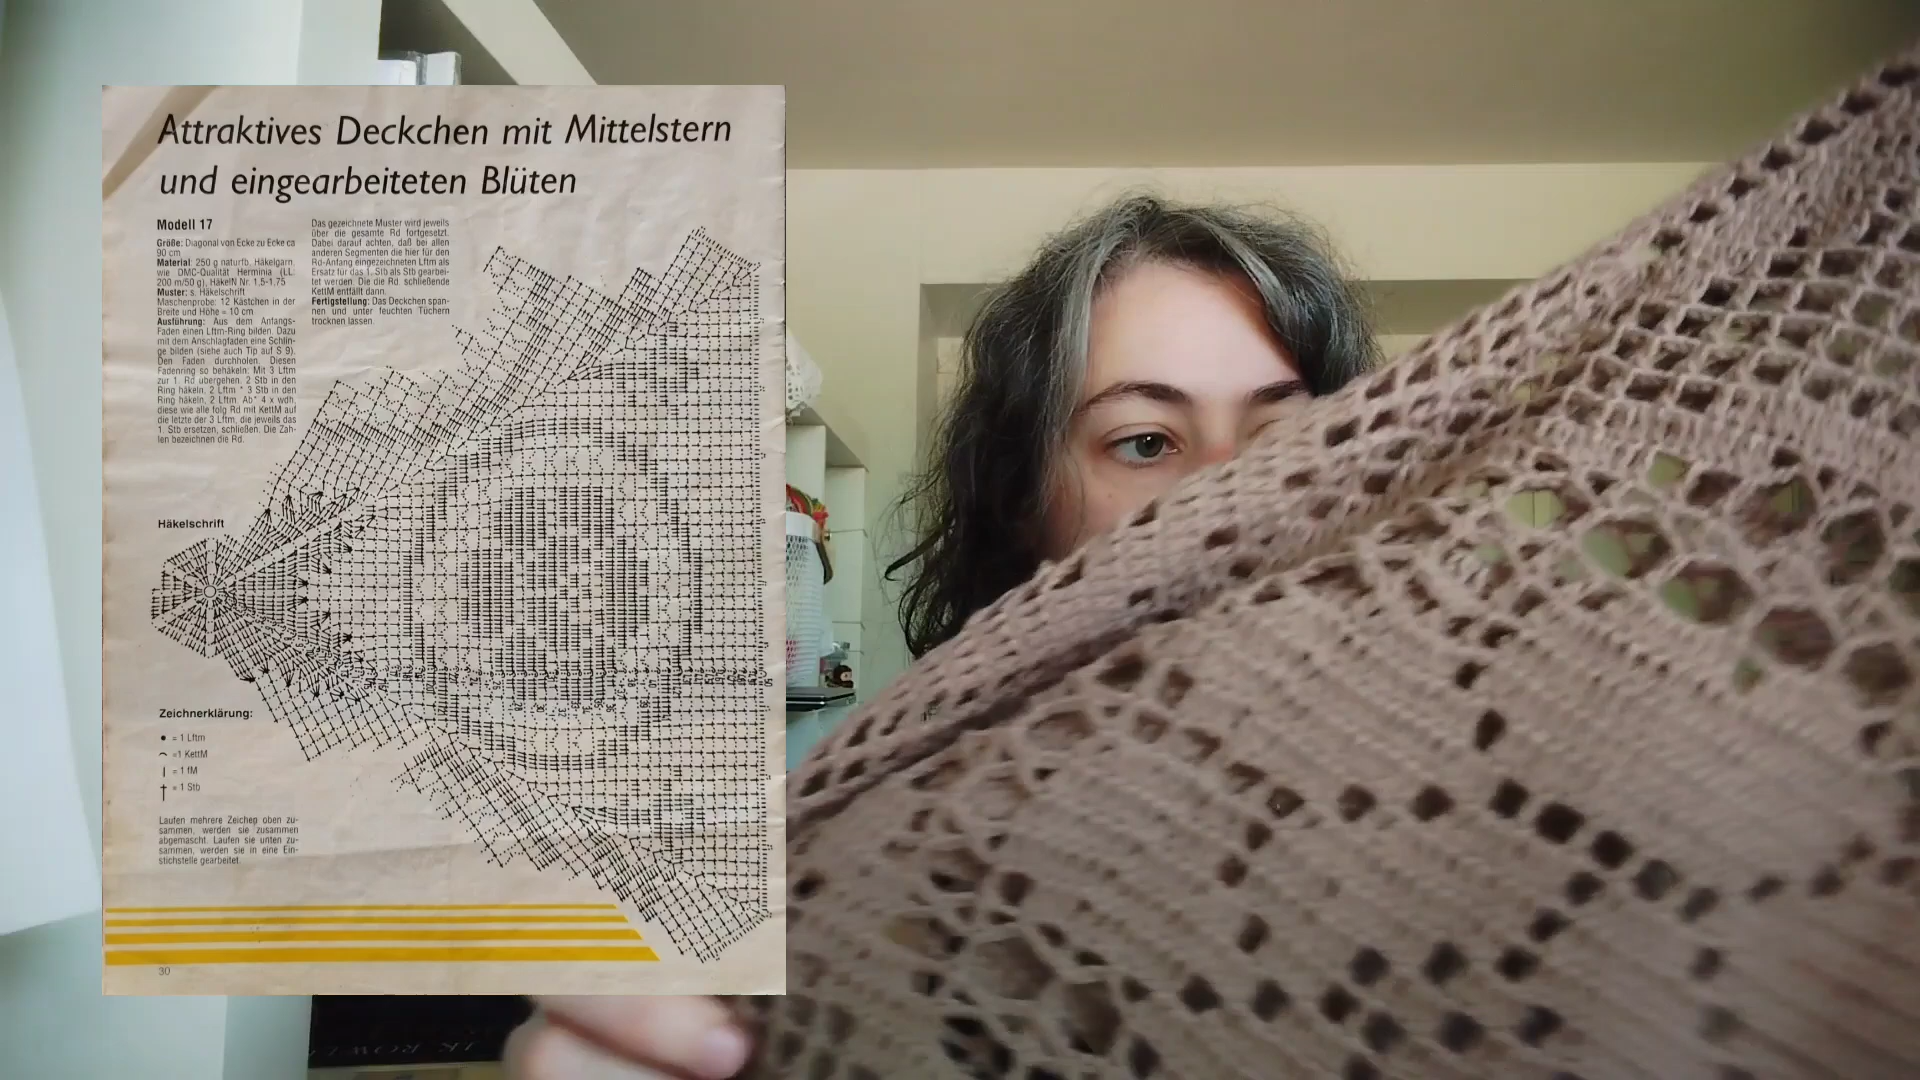 Attraktives Deckchen mit Mittelstern
und eingearbeiteten Blüten
Modell 17
Größe: Diagonal von Ecke zu Ecke ca
90 cm
Material: 250 g naturfb. Häkelgarn
wie DMC-Qualität Herminia (LL
200 m/50 g), HäkelN Nr. 1,5-1,75
Muster: s. Häkelschrift
Maschenprobe: 12 Kästchen in der
Breite und Höhe = 10 cm
Ausführung: Aus dem Anfangs-
Faden einen Lftm-Ring bilden. Dazu
mit dem Anschlagfaden eine Schlin-
ge bilden (siehe auch Tip auf S 9).
Den Faden durchholen. Diesen
Fadenring so behäkeln: Mit 3 Lftm
zur 1. Rd übergehen. 2 Stb in den
Ring häkeln, 2 Lftm * 3 Stb in den
Ring häkeln, 2 Lftm. Ab* 4 x wdh,
diese wie alle folg Rd mit KettM auf
die letzte der 3 Lftm, die jeweils das
1. Stb ersetzen, schließen. Die Zah-
len bezeichnen die Rd.
Das gezeichnete Muster wird jeweils
über die gesamte Rd fortgesetzt.
Dabei darauf achten, daß bei allen
anderen Segmenten die hier für den
Rd-Anfang eingezeichneten Lftm als
Ersatz für das 1. Stb als Stb gearbei-
tet werden. Die die Rd. schließende
KettM entfällt dann.
Fertigstellung: Das Deckchen span-
nen und unter feuchten Tüchern
trocknen lassen.
Häkelschrift
Zeichnerklärung:
= 1 Lftm
=1 KettM
= 1 fM
= 1 Stb
Laufen mehrere Zeichen oben zu-
sammen, werden sie zusammen
abgemascht. Laufen sie unten zu-
sammen, werden sie in eine Ein-
stichstelle gearbeitet.
30